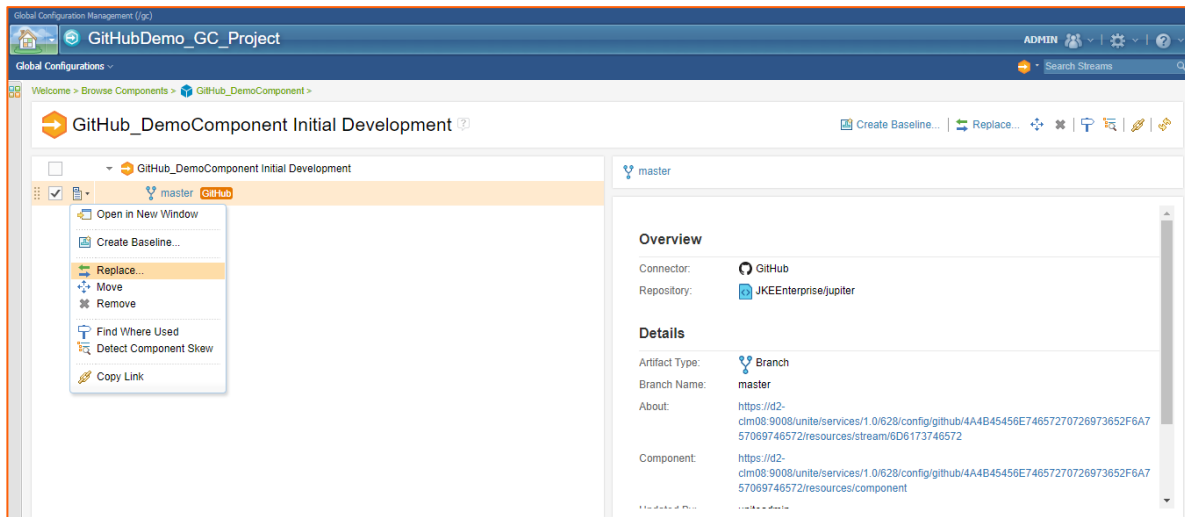 Global Configuration Management (/gc)
GitHubDemo_GC_Project
ADMIN
Global Configurations
Search Streams
Welcome > Browse Components > GitHub_DemoComponent >
GitHub_DemoComponent Initial Development
Create Baseline... | Replace...
GitHub_DemoComponent Initial Development
master GitHub
Open in New Window
Create Baseline...
Replace...
Move
Remove
Find Where Used
Detect Component Skew
Copy Link
master
Overview
Connector: GitHub
Repository: JKEEnterprise/jupiter
Details
Artifact Type: Branch
Branch Name: master
About: https://d2-
clm08:9008/unite/services/1.0/628/config/github/4A4B45456E74657270726973652F6A7
57069746572/resources/stream/6D6173746572
Component: https://d2-
clm08:9008/unite/services/1.0/628/config/github/4A4B45456E74657270726973652F6A7
57069746572/resources/component